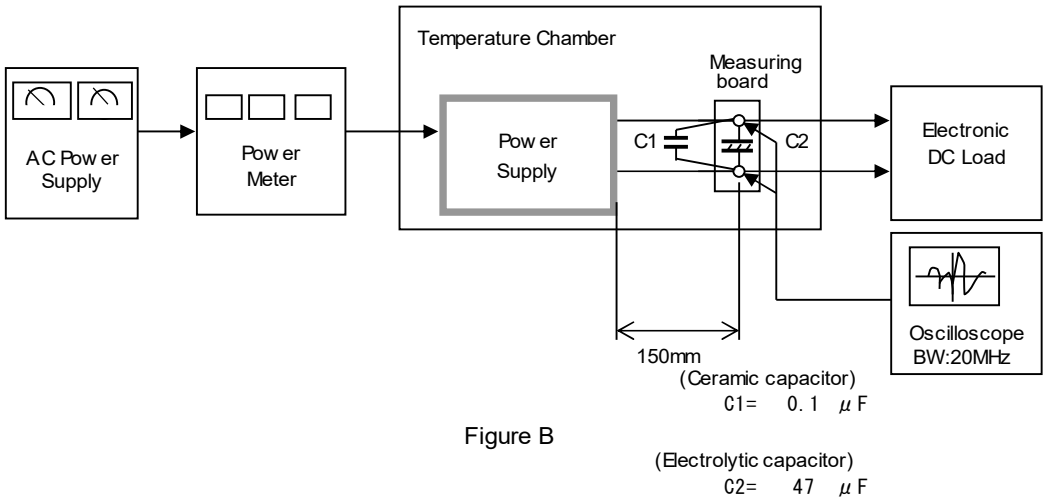 Temperature Chamber
Measuring
board
AC Power
Supply
Power
Meter
Power
Supply
C1
C2
Electronic
DC Load
Oscilloscope
BW:20MHz
150mm
(Ceramic capacitor)
C1= 0.1 μF
Figure B
(Electrolytic capacitor)
C2= 47 μF